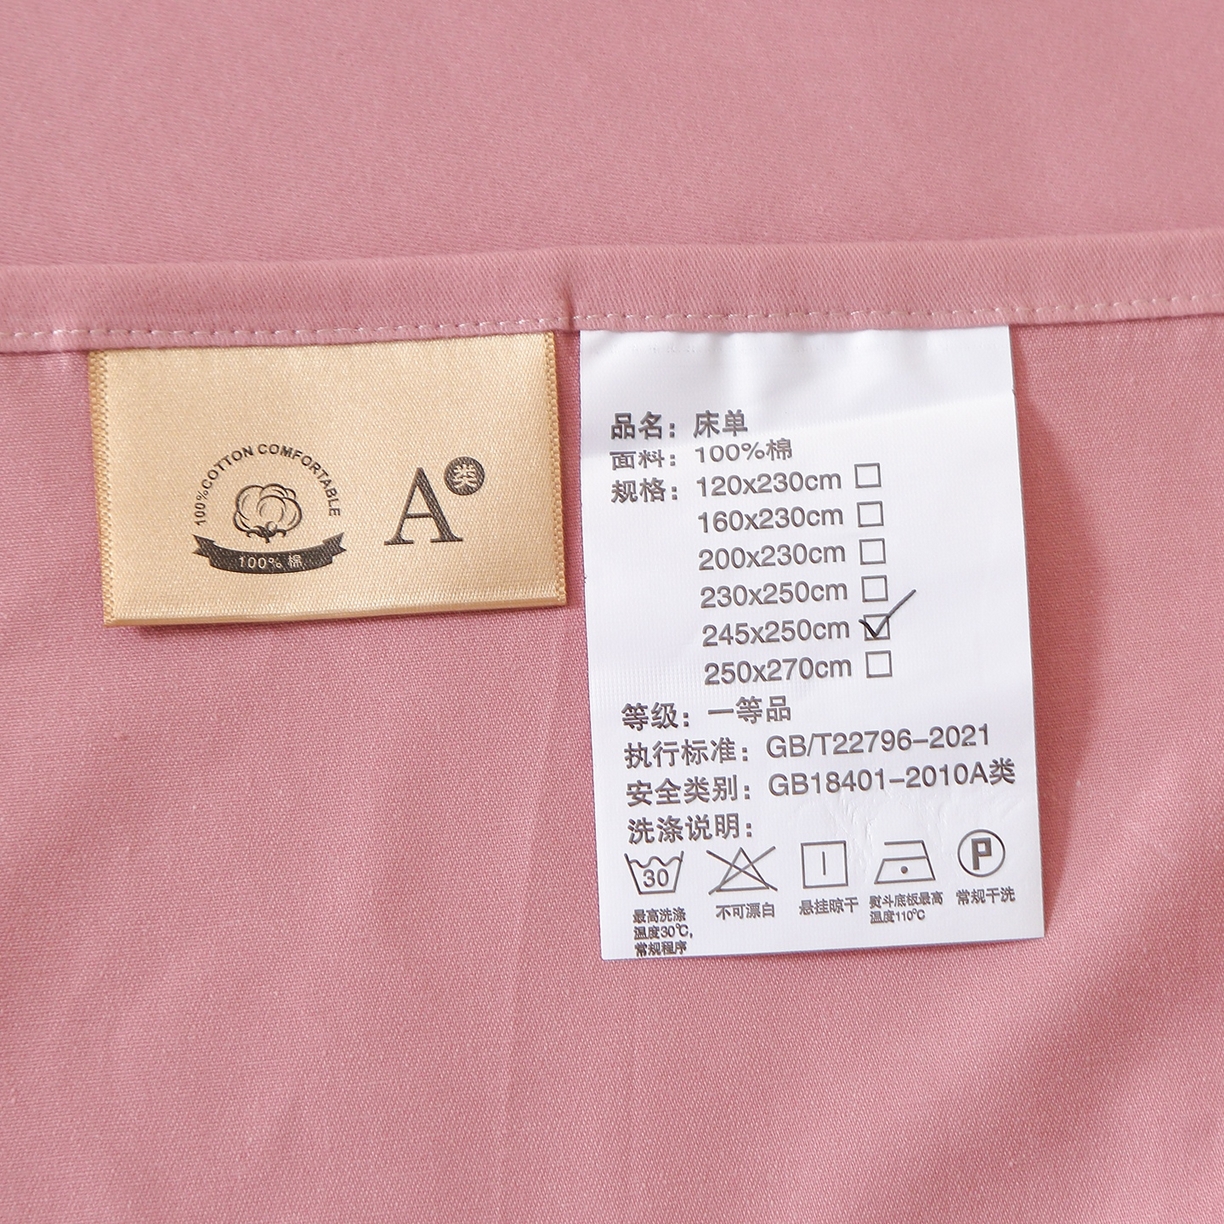 100%COTTON COMFORTABLE
100% 棉
A类
品名：床单
面料：100%棉
规格：120x230cm
160x230cm
200x230cm
230x250cm
245x250cm
250x270cm
等级：一等品
执行标准：GB/T22796-2021
安全类别：GB18401-2010A类
洗涤说明：
30
P
最高洗涤
温度30℃，
常规程序
不可漂白
悬挂晾干
熨斗底板最高
温度110℃
常规干洗